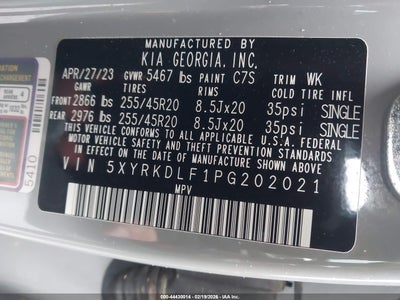 MANUFACTURED BY
KIA GEORGIA, INC.
APR/27/23 GVWR 5467 lbs PAINT C7S TRIM WK
GAWR TIRES RIMS COLD TIRE INFL
FRONT 2866 lbs 255/45R20 8.5Jx20 35psi SINGLE
REAR 2976 lbs 255/45R20 8.5Jx20 35psi SINGLE
THIS VEHICLE CONFORMS TO ALL APPLICABLE U.S.A. FEDERAL
MOTOR VEHICLE SAFETY AND THEFT PREVENTION STANDARDS
IN EFFECT ON THE DATE OF MANUFACTURE SHOWN ABOVE.
VIN 5XYRKDLF1PG202021
MPV
5410
000-44430014 - 02/19/2026 - IAA Inc.